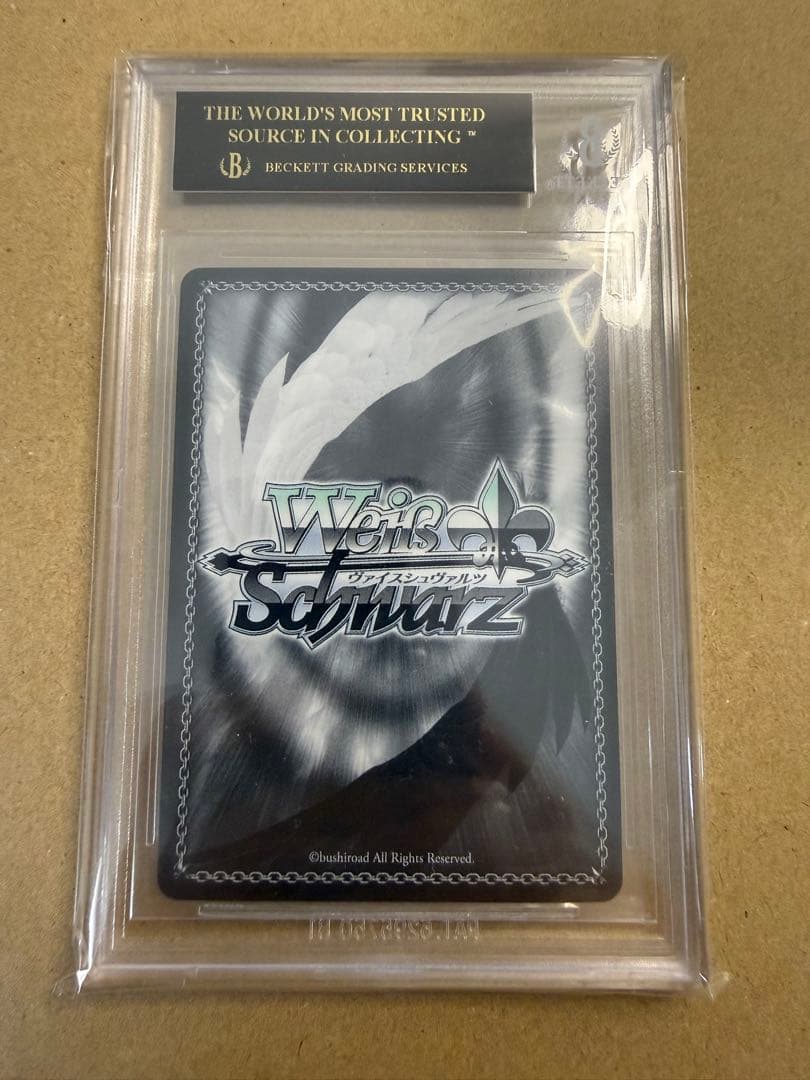 THE WORLD'S MOST TRUSTED
SOURCE IN COLLECTING ™
B BECKETT GRADING SERVICES
Weiß
ヴァイスシュヴァルツ
Schwarz
©bushiroad All Rights Reserved.